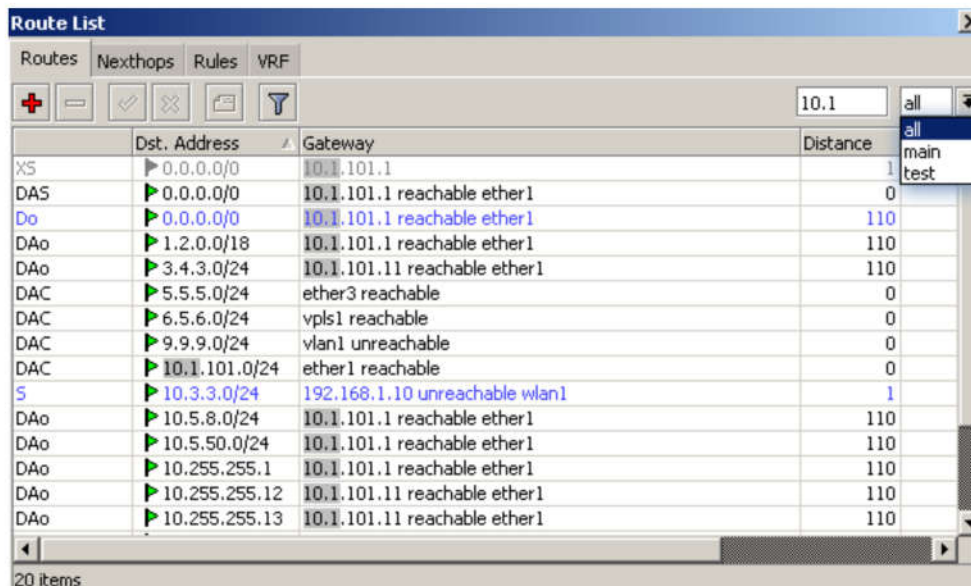 Route List
Routes Nexthops Rules VRF
10.1 all
all
main
test
Dst. Address Gateway Distance
XS 0.0.0.0/0 10.1.101.1 1
DAS 0.0.0.0/0 10.1.101.1 reachable ether1 0
Do 0.0.0.0/0 10.1.101.1 reachable ether1 110
DAo 1.2.0.0/18 10.1.101.1 reachable ether1 110
DAo 3.4.3.0/24 10.1.101.11 reachable ether1 110
DAC 5.5.5.0/24 ether3 reachable 0
DAC 6.5.6.0/24 vpls1 reachable 0
DAC 9.9.9.0/24 vlan1 unreachable 0
DAC 10.1.101.0/24 ether1 reachable 0
S 10.3.3.0/24 192.168.1.10 unreachable wlan1 1
DAo 10.5.8.0/24 10.1.101.1 reachable ether1 110
DAo 10.5.50.0/24 10.1.101.1 reachable ether1 110
DAo 10.255.255.1 10.1.101.1 reachable ether1 110
DAo 10.255.255.12 10.1.101.11 reachable ether1 110
DAo 10.255.255.13 10.1.101.11 reachable ether1 110
20 items